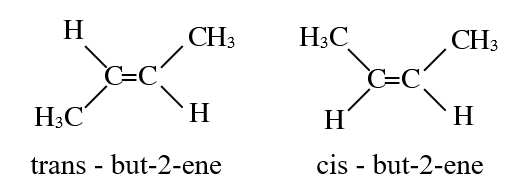 H CH₃ H₃C CH₃
C=C C=C
H₃C H H H
trans - but-2-ene cis - but-2-ene